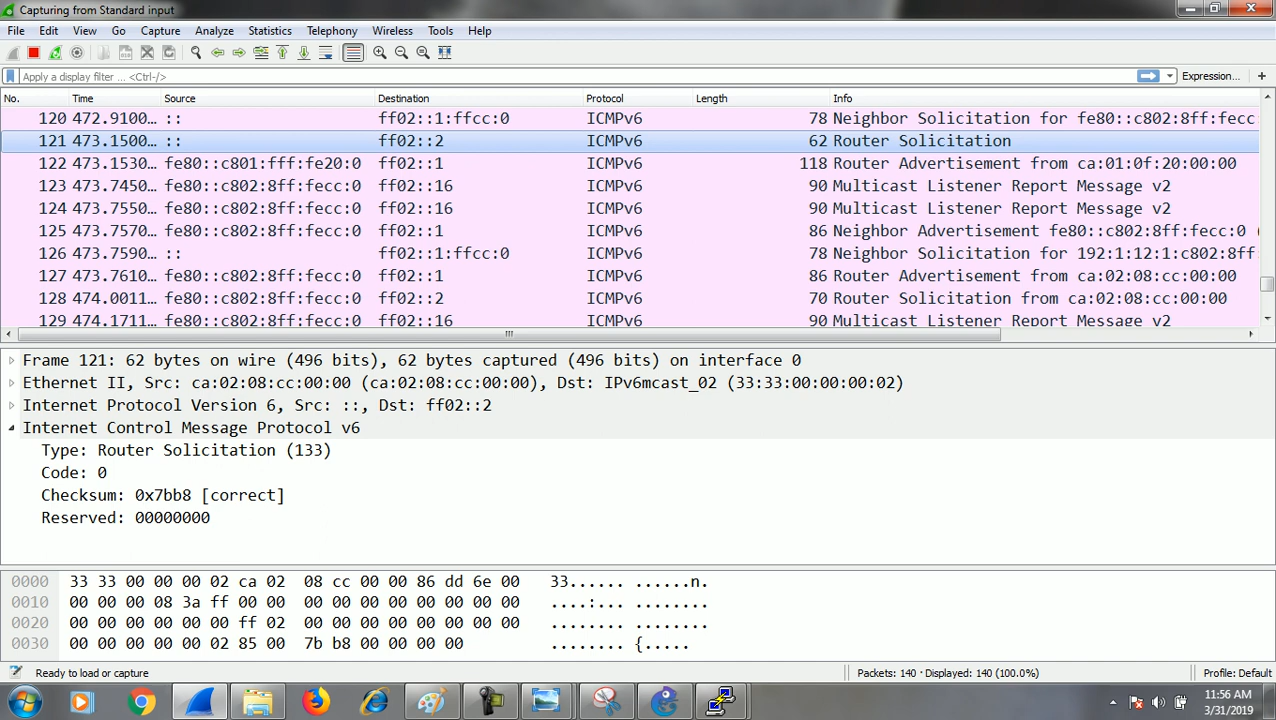 Capturing from Standard input
File Edit View Go Capture Analyze Statistics Telephony Wireless Tools Help
Apply a display filter ... <Ctrl-/> Expression... +
No. Time Source Destination Protocol Length Info
120 472.9100... :: ff02::1:ffcc:0 ICMPv6 78 Neighbor Solicitation for fe80::c802:8ff:fecc
121 473.1500... :: ff02::2 ICMPv6 62 Router Solicitation
122 473.1530... fe80::c801:fff:fe20:0 ff02::1 ICMPv6 118 Router Advertisement from ca:01:0f:20:00:00
123 473.7450... fe80::c802:8ff:fecc:0 ff02::16 ICMPv6 90 Multicast Listener Report Message v2
124 473.7550... fe80::c802:8ff:fecc:0 ff02::16 ICMPv6 90 Multicast Listener Report Message v2
125 473.7570... fe80::c802:8ff:fecc:0 ff02::1 ICMPv6 86 Neighbor Advertisement fe80::c802:8ff:fecc:0 (
126 473.7590... :: ff02::1:ffcc:0 ICMPv6 78 Neighbor Solicitation for 192:1:12:1:c802:8ff
127 473.7610... fe80::c802:8ff:fecc:0 ff02::1 ICMPv6 86 Router Advertisement from ca:02:08:cc:00:00
128 474.0011... fe80::c802:8ff:fecc:0 ff02::2 ICMPv6 70 Router Solicitation from ca:02:08:cc:00:00
129 474.1711... fe80::c802:8ff:fecc:0 ff02::16 ICMPv6 90 Multicast Listener Report Message v2
Frame 121: 62 bytes on wire (496 bits), 62 bytes captured (496 bits) on interface 0
Ethernet II, Src: ca:02:08:cc:00:00 (ca:02:08:cc:00:00), Dst: IPv6mcast_02 (33:33:00:00:00:02)
Internet Protocol Version 6, Src: ::, Dst: ff02::2
Internet Control Message Protocol v6
Type: Router Solicitation (133)
Code: 0
Checksum: 0x7bb8 [correct]
Reserved: 00000000
0000 33 33 00 00 00 02 ca 02 08 cc 00 00 86 dd 6e 00 33...... ......n.
0010 00 00 00 08 3a ff 00 00 00 00 00 00 00 00 00 00 ....:... ........
0020 00 00 00 00 00 00 ff 02 00 00 00 00 00 00 00 00 ........ ........
0030 00 00 00 00 00 02 85 00 7b b8 00 00 00 00 ........ {.....
Ready to load or capture Packets: 140 · Displayed: 140 (100.0%) Profile: Default
11:56 AM
3/31/2019